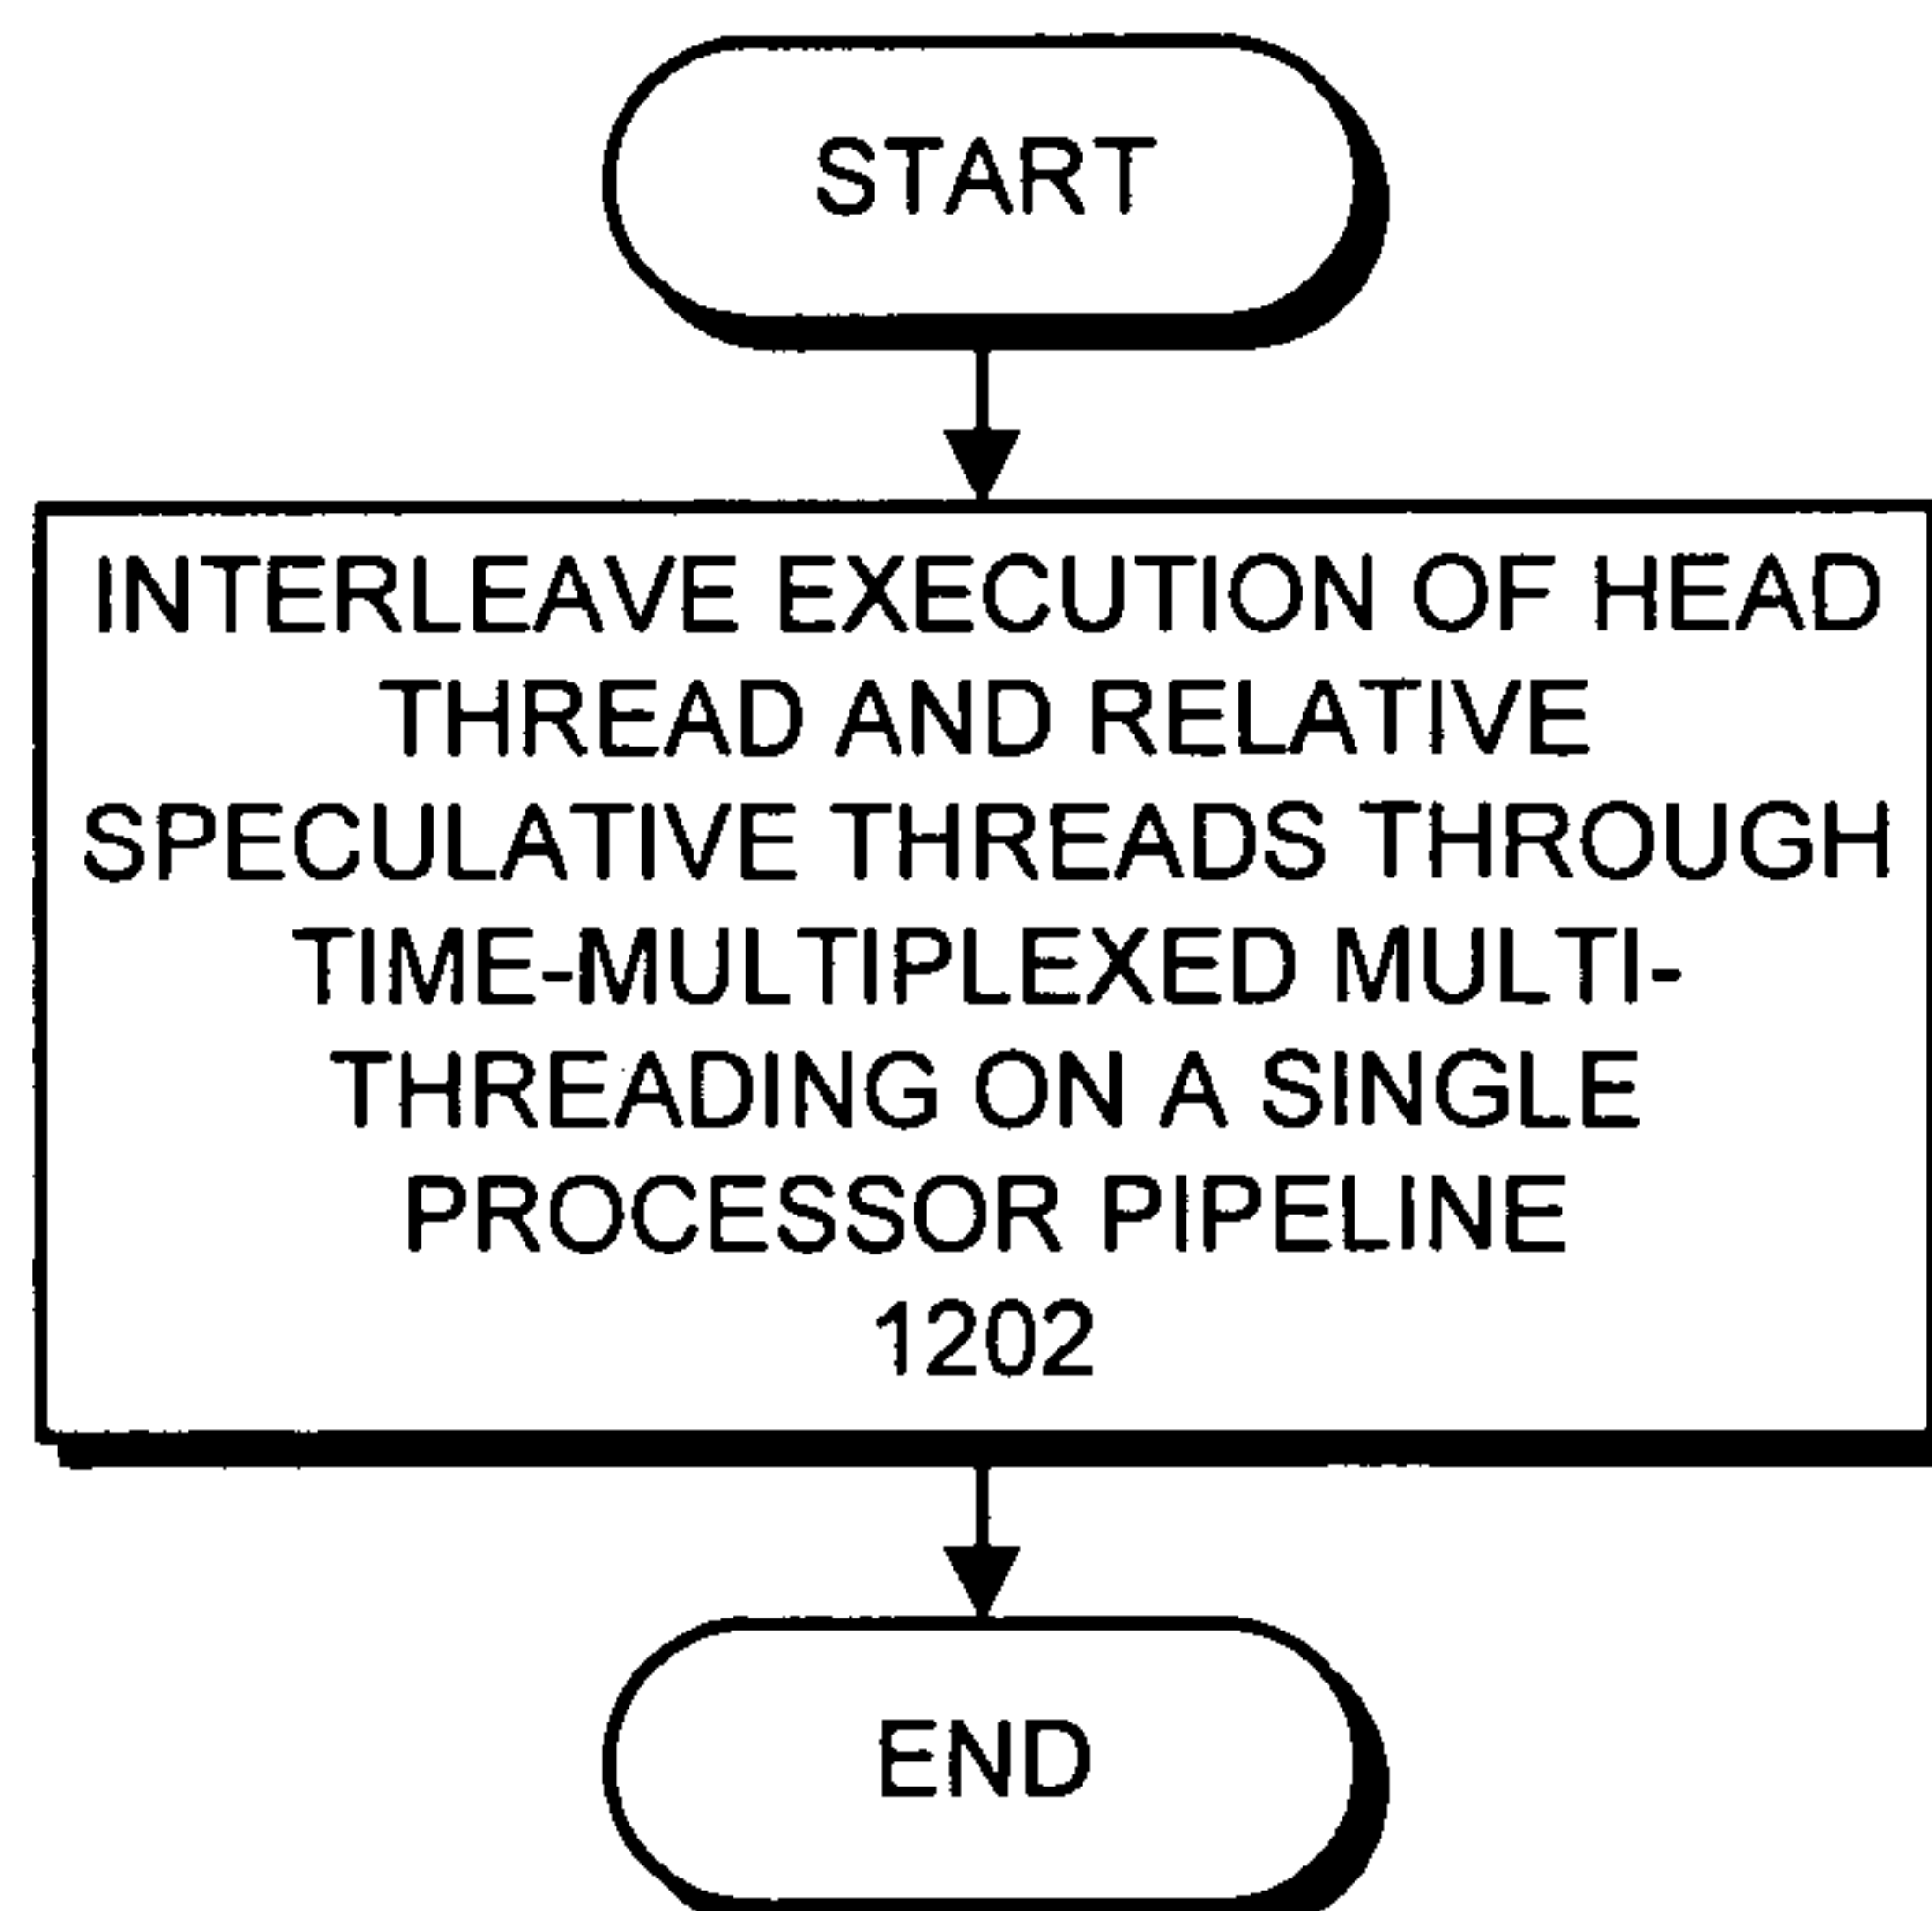 START
INTERLEAVE EXECUTION OF HEAD
THREAD AND RELATIVE
SPECULATIVE THREADS THROUGH
TIME-MULTIPLEXED MULTI-
THREADING ON A SINGLE
PROCESSOR PIPELINE
1202
END